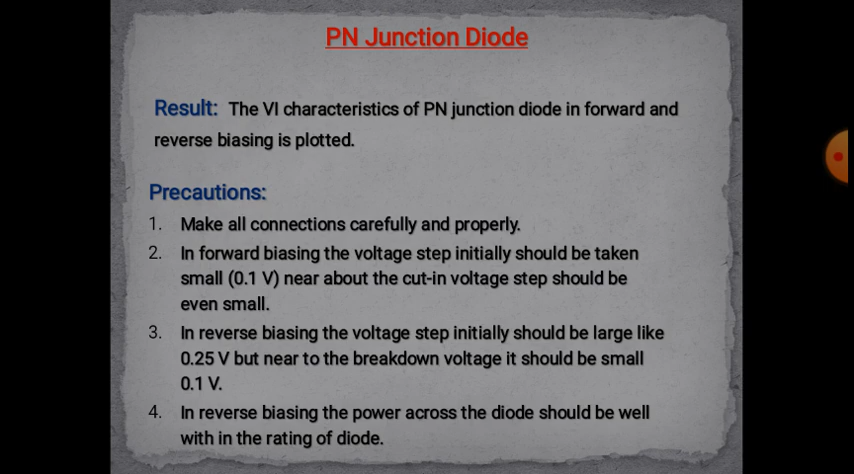 PN Junction Diode
Result: The VI characteristics of PN junction diode in forward and
reverse biasing is plotted.
Precautions:
1. Make all connections carefully and properly.
2. In forward biasing the voltage step initially should be taken
small (0.1 V) near about the cut-in voltage step should be
even small.
3. In reverse biasing the voltage step initially should be large like
0.25 V but near to the breakdown voltage it should be small
0.1 V.
4. In reverse biasing the power across the diode should be well
with in the rating of diode.